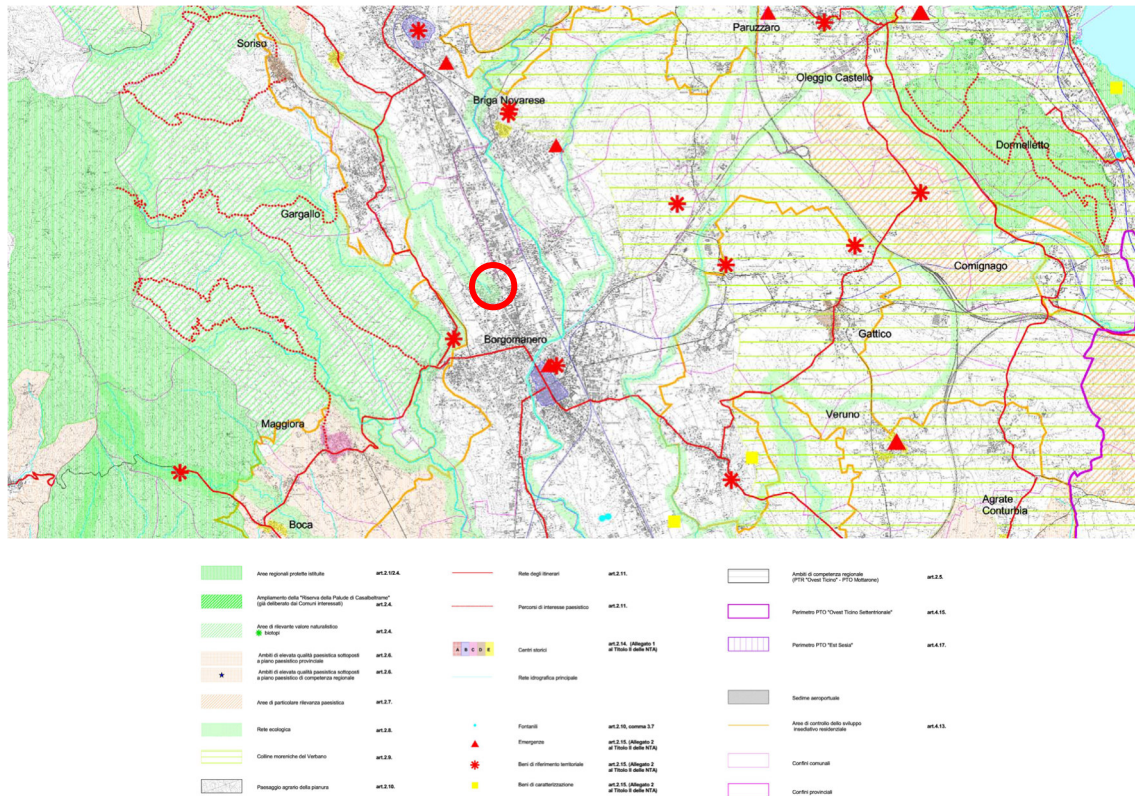 Paruzzaro
Soriso
Oleggio Castello
Briga Novarese
Dormelletto
Gargallo
Comignago
Borgomanero
Gattico
Maggiora
Veruno
Agrate
Conturbia
Boca
Aree regionali protette istituite art.2.1/2.4.
Ampliamento della "Riserva della Palude di Casalbeltrame"
(già deliberato dai Comuni interessati) art.2.4.
Aree di rilevante valore naturalistico
biotopi art.2.4.
Ambiti di elevata qualità paesistica sottoposti
a piano paesistico provinciale art.2.6.
Ambiti di elevata qualità paesistica sottoposti
a piano paesistico di competenza regionale art.2.6.
Aree di particolare rilevanza paesistica art.2.7.
Rete ecologica art.2.8.
Colline moreniche del Verbano art.2.9.
Paesaggio agrario della pianura art.2.10.
Rete degli itinerari art.2.11.
Percorsi di interesse paesistico art.2.11.
A B C D E Centri storici art.2.14. (Allegato 1
al Titolo II delle NTA)
Rete idrografica principale
Fontanili art.2.10, comma 3.7
Emergenze art.2.15. (Allegato 2
al Titolo II delle NTA)
Beni di riferimento territoriale art.2.15. (Allegato 2
al Titolo II delle NTA)
Beni di caratterizzazione art.2.15. (Allegato 2
al Titolo II delle NTA)
Ambiti di competenza regionale
(PTR "Ovest Ticino" - PTO Mottarone) art.2.5.
Perimetro PTO "Ovest Ticino Settentrionale" art.4.15.
Perimetro PTO "Est Sesia" art.4.17.
Sedime aeroportuale
Aree di controllo dello sviluppo
insediativo residenziale art.4.13.
Confini comunali
Confini provinciali